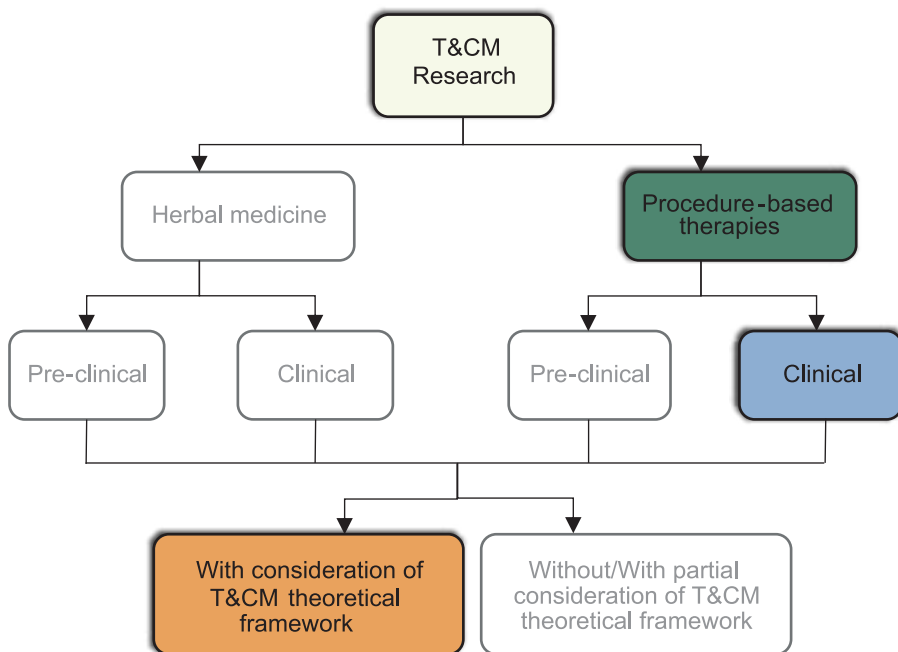 T&CM
Research
Herbal medicine
Procedure-based
therapies
Pre-clinical
Clinical
Pre-clinical
Clinical
With consideration of
T&CM theoretical
framework
Without/With partial
consideration of T&CM
theoretical framework